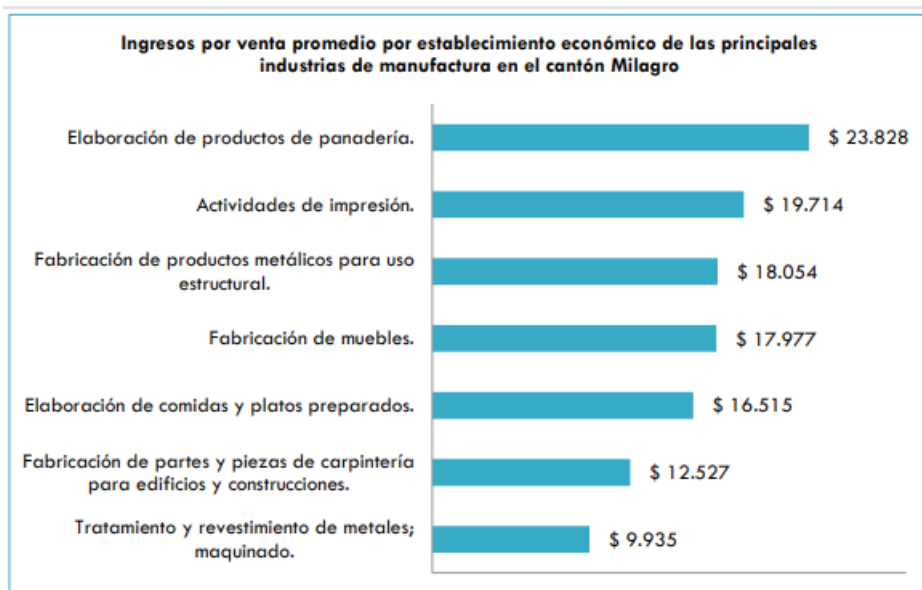 Ingresos por venta promedio por establecimiento económico de las principales
industrias de manufactura en el cantón Milagro
Elaboración de productos de panadería.
$ 23.828
Actividades de impresión.
$ 19.714
Fabricación de productos metálicos para uso
estructural.
$ 18.054
Fabricación de muebles.
$ 17.977
Elaboración de comidas y platos preparados.
$ 16.515
Fabricación de partes y piezas de carpintería
para edificios y construcciones.
$ 12.527
Tratamiento y revestimiento de metales;
maquinado.
$ 9.935